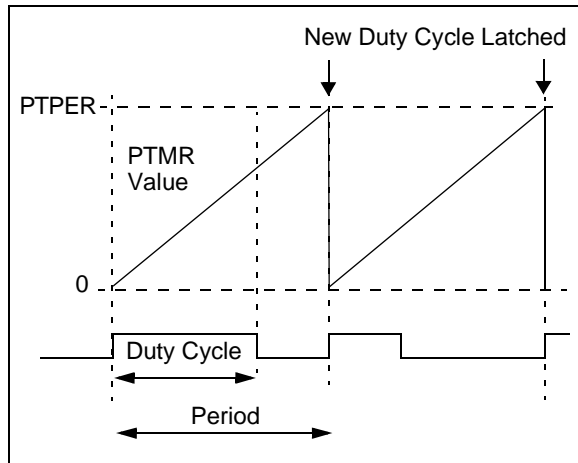 New Duty Cycle Latched
PTPER
PTMR
Value
0
Duty Cycle
Period